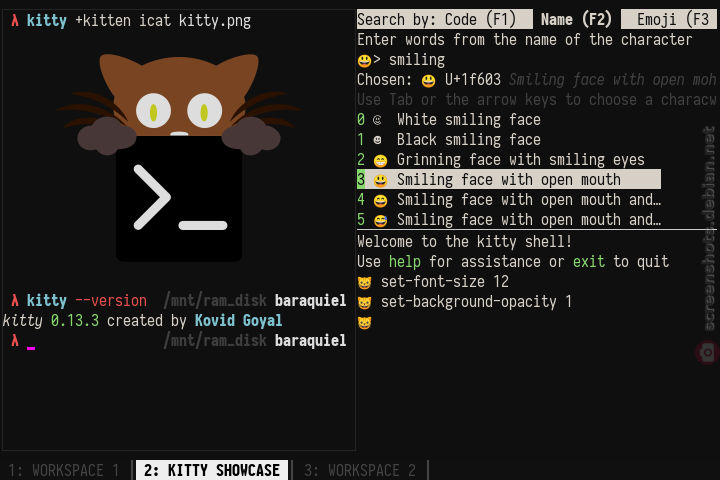 λ kitty +kitten icat kitty.png
λ kitty --version /mnt/ram_disk baraquiel
kitty 0.13.3 created by Kovid Goyal
λ /mnt/ram_disk baraquiel
Search by: Code (F1) Name (F2) Emoji (F3
Enter words from the name of the character
😃> smiling
Chosen: 😃 U+1f603 Smiling face with open moh
Use Tab or the arrow keys to choose a characw
0 ☺ White smiling face
1 ☻ Black smiling face
2 😁 Grinning face with smiling eyes
3 😃 Smiling face with open mouth
4 😄 Smiling face with open mouth and…
5 😅 Smiling face with open mouth and…
Welcome to the kitty shell!
Use help for assistance or exit to quit
😺 set-font-size 12
😺 set-background-opacity 1
😺
screenshots.debian.net
1: WORKSPACE 1 2: KITTY SHOWCASE 3: WORKSPACE 2